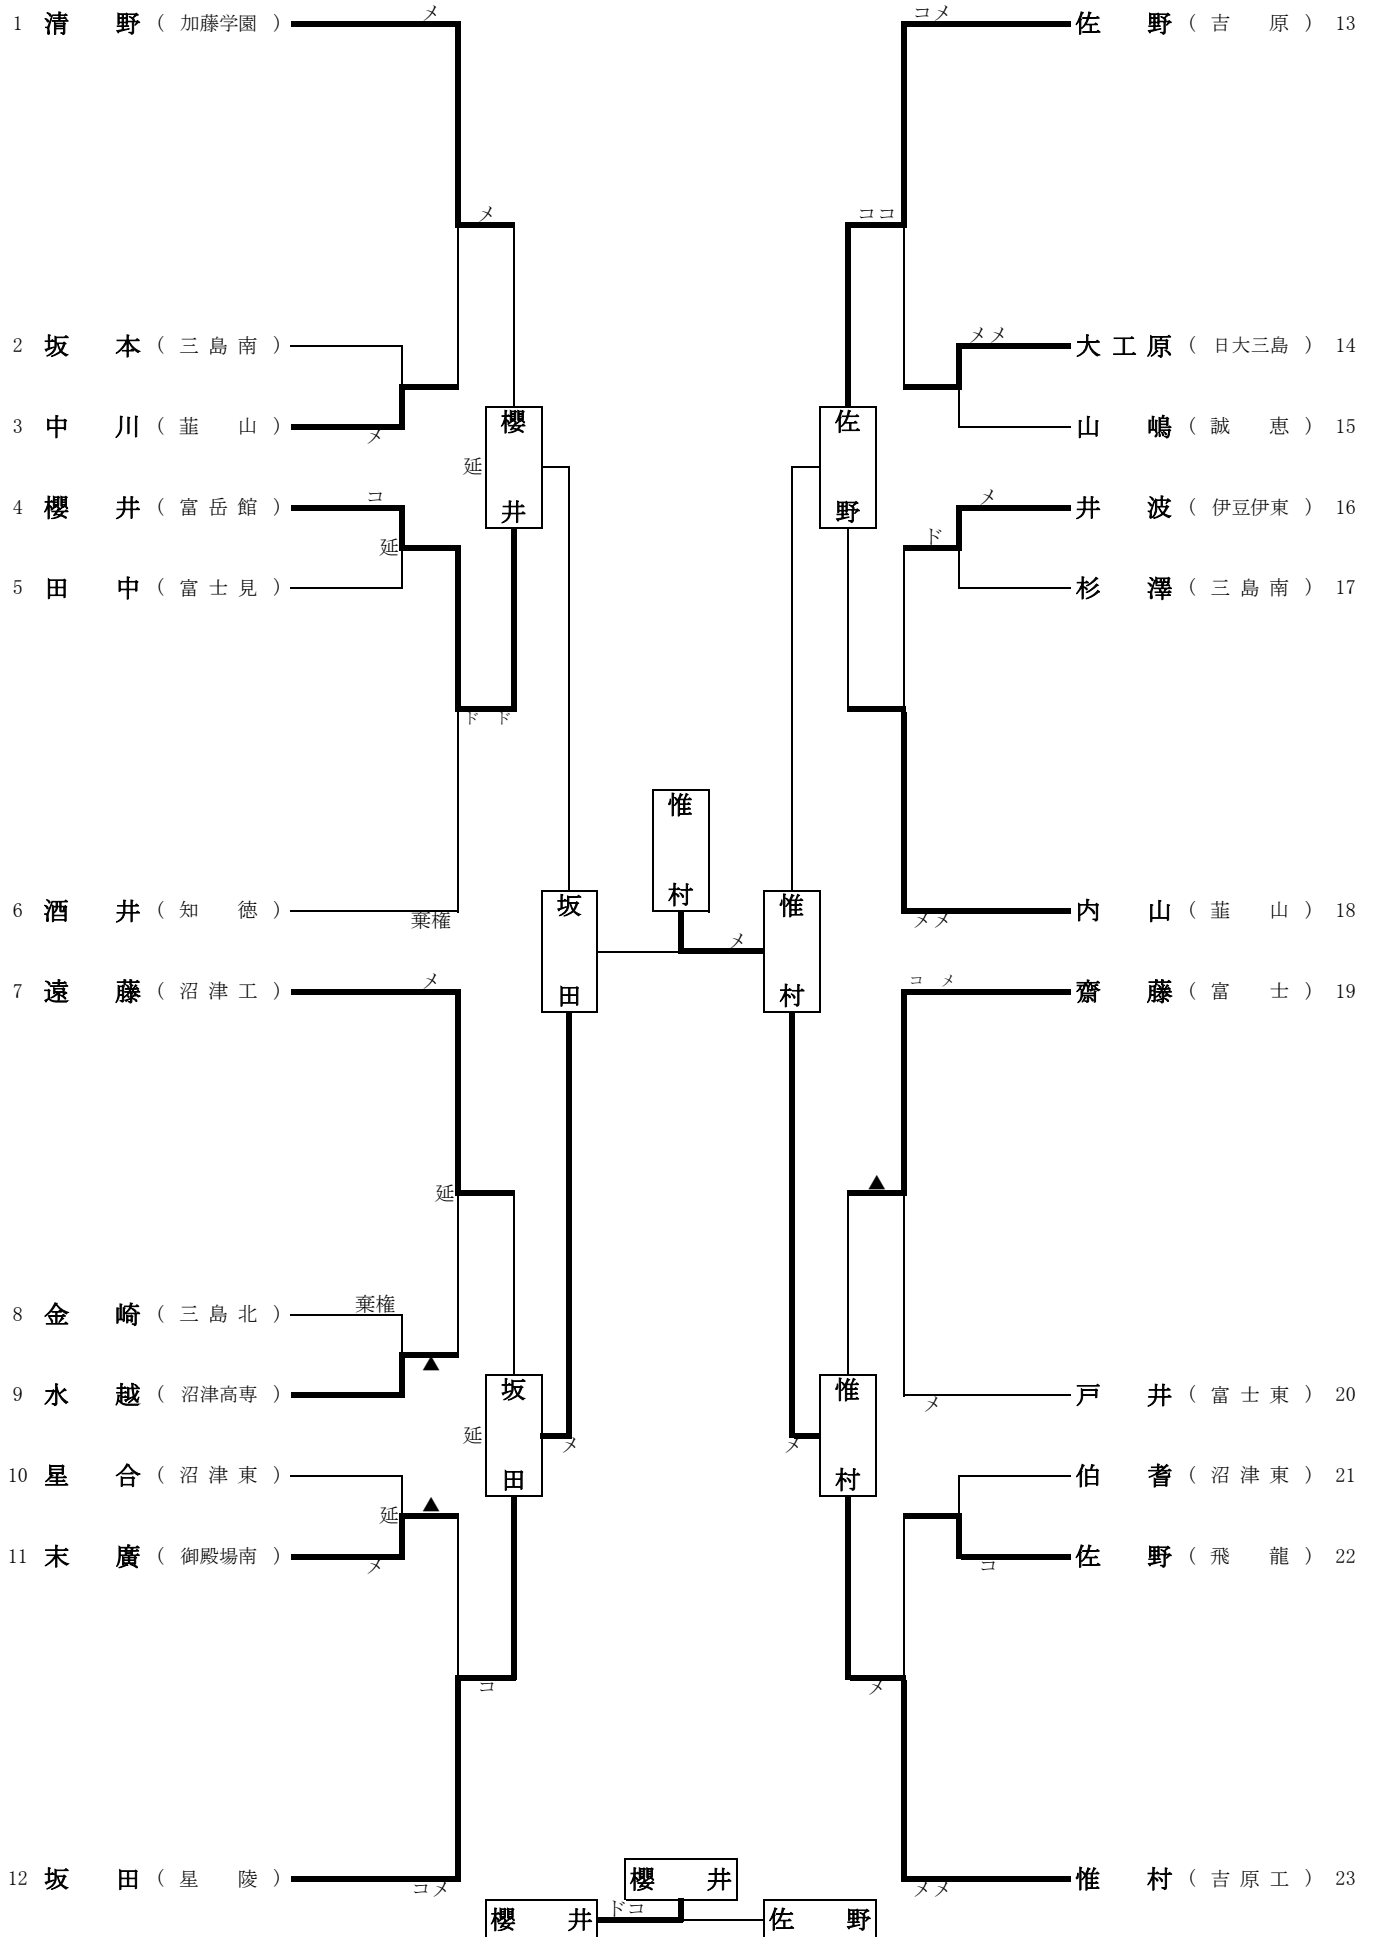 1 清野 （ 加藤学園 ） メ
コメ 佐野 （ 吉原 ） 13
メ
ココ
2 坂本 （ 三島南 ）
メメ 大工原 （ 日大三島 ） 14
3 中川 （ 韮山 ） メ
櫻井
佐野
山嶋 （ 誠恵 ） 15
延
4 櫻井 （ 富岳館 ） コ
メ 井波 （ 伊豆伊東 ） 16
延
ド
5 田中 （ 富士見 ）
杉澤 （ 三島南 ） 17
ド ド
惟村
6 酒井 （ 知徳 ） 棄権
坂田
惟村
メ
メメ 内山 （ 韮山 ） 18
7 遠藤 （ 沼津工 ） メ
コ メ 齋藤 （ 富士 ） 19
延
▲
8 金崎 （ 三島北 ） 棄権
▲
9 水越 （ 沼津高専 ）
坂田
惟村
メ 戸井 （ 富士東 ） 20
延
メ
メ
10 星合 （ 沼津東 ）
伯耆 （ 沼津東 ） 21
延
▲
11 末廣 （ 御殿場南 ） メ
コ 佐野 （ 飛龍 ） 22
コ
メ
12 坂田 （ 星陵 ） コメ
櫻井
メメ 惟村 （ 吉原工 ） 23
櫻井 ドコ 佐野